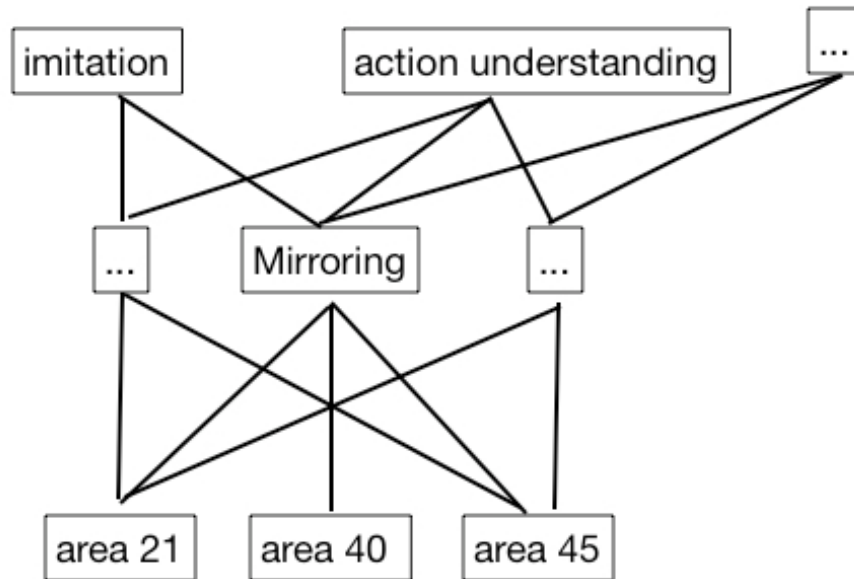 imitation
action understanding
...
...
Mirroring
...
area 21
area 40
area 45